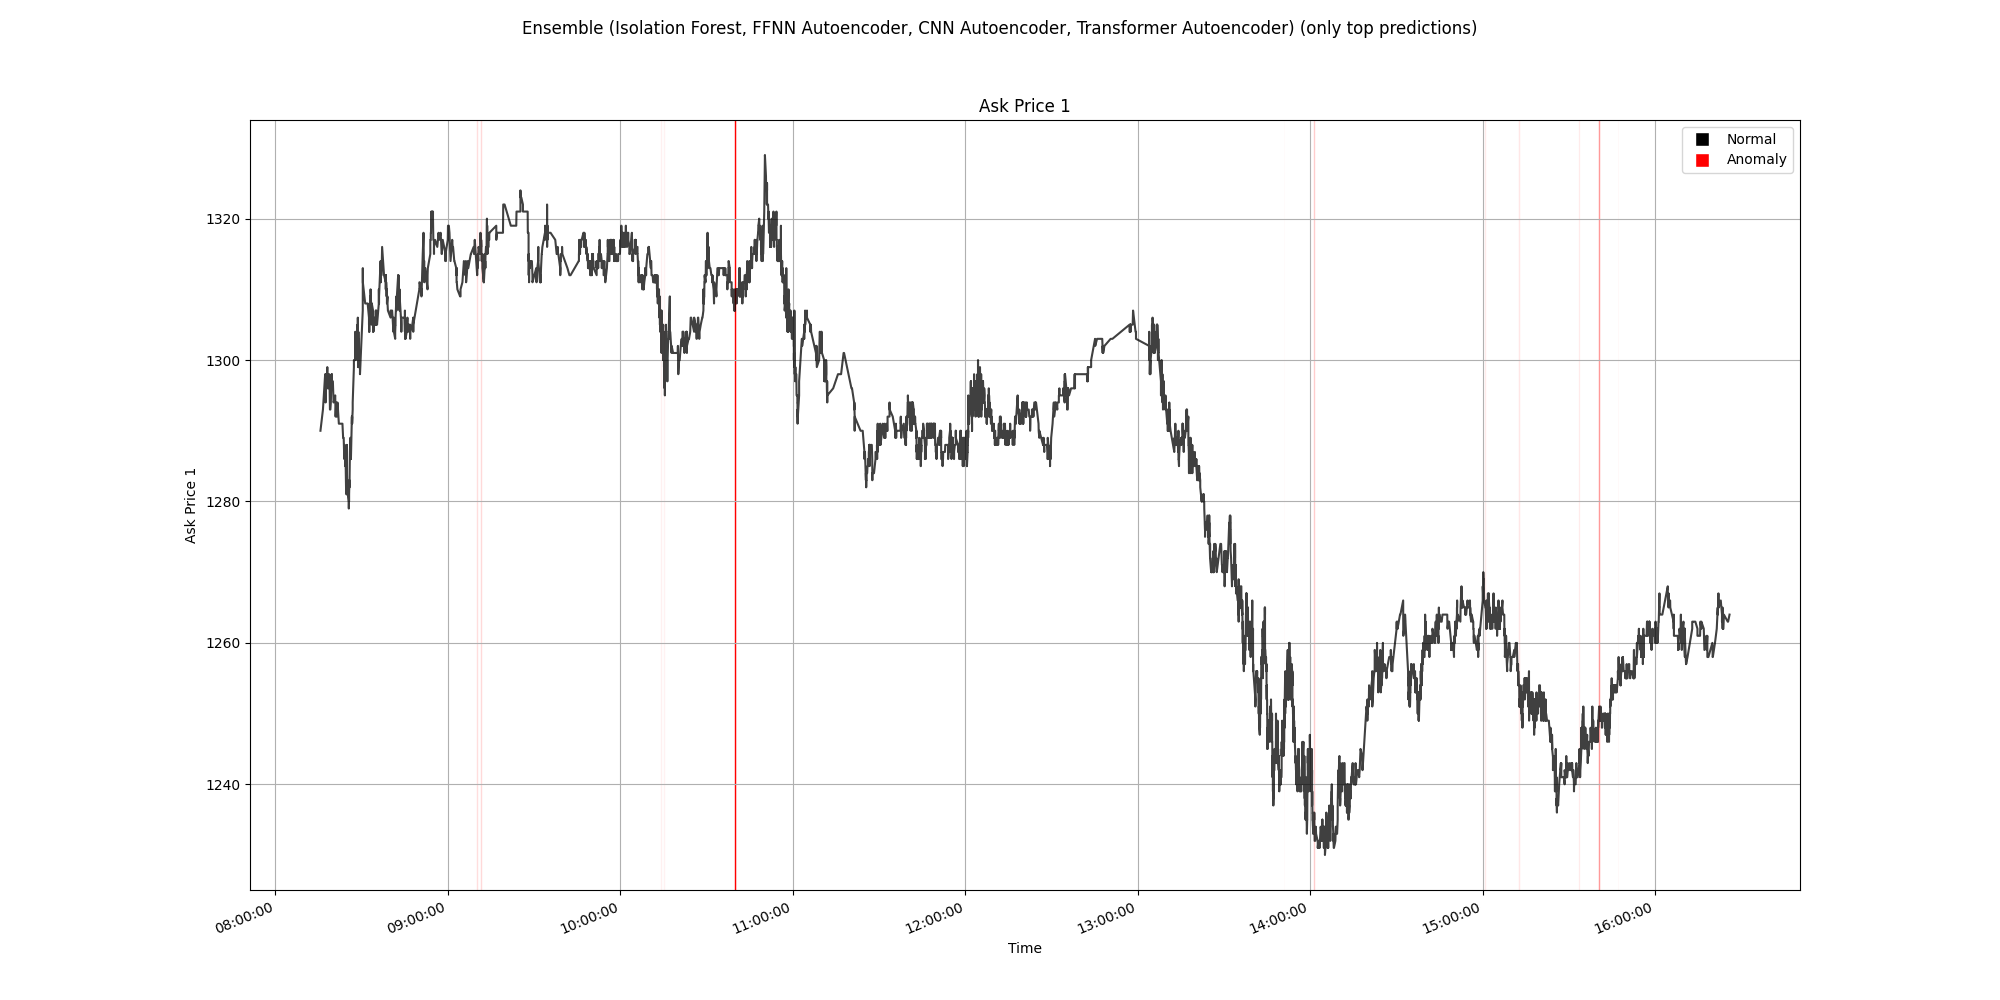 Ensemble (Isolation Forest, FFNN Autoencoder, CNN Autoencoder, Transformer Autoencoder) (only top predictions)
Ask Price 1
Normal
Anomaly
1320
1300
1280
1260
1240
Ask Price 1
08:00:00
09:00:00
10:00:00
11:00:00
12:00:00
13:00:00
14:00:00
15:00:00
16:00:00
Time